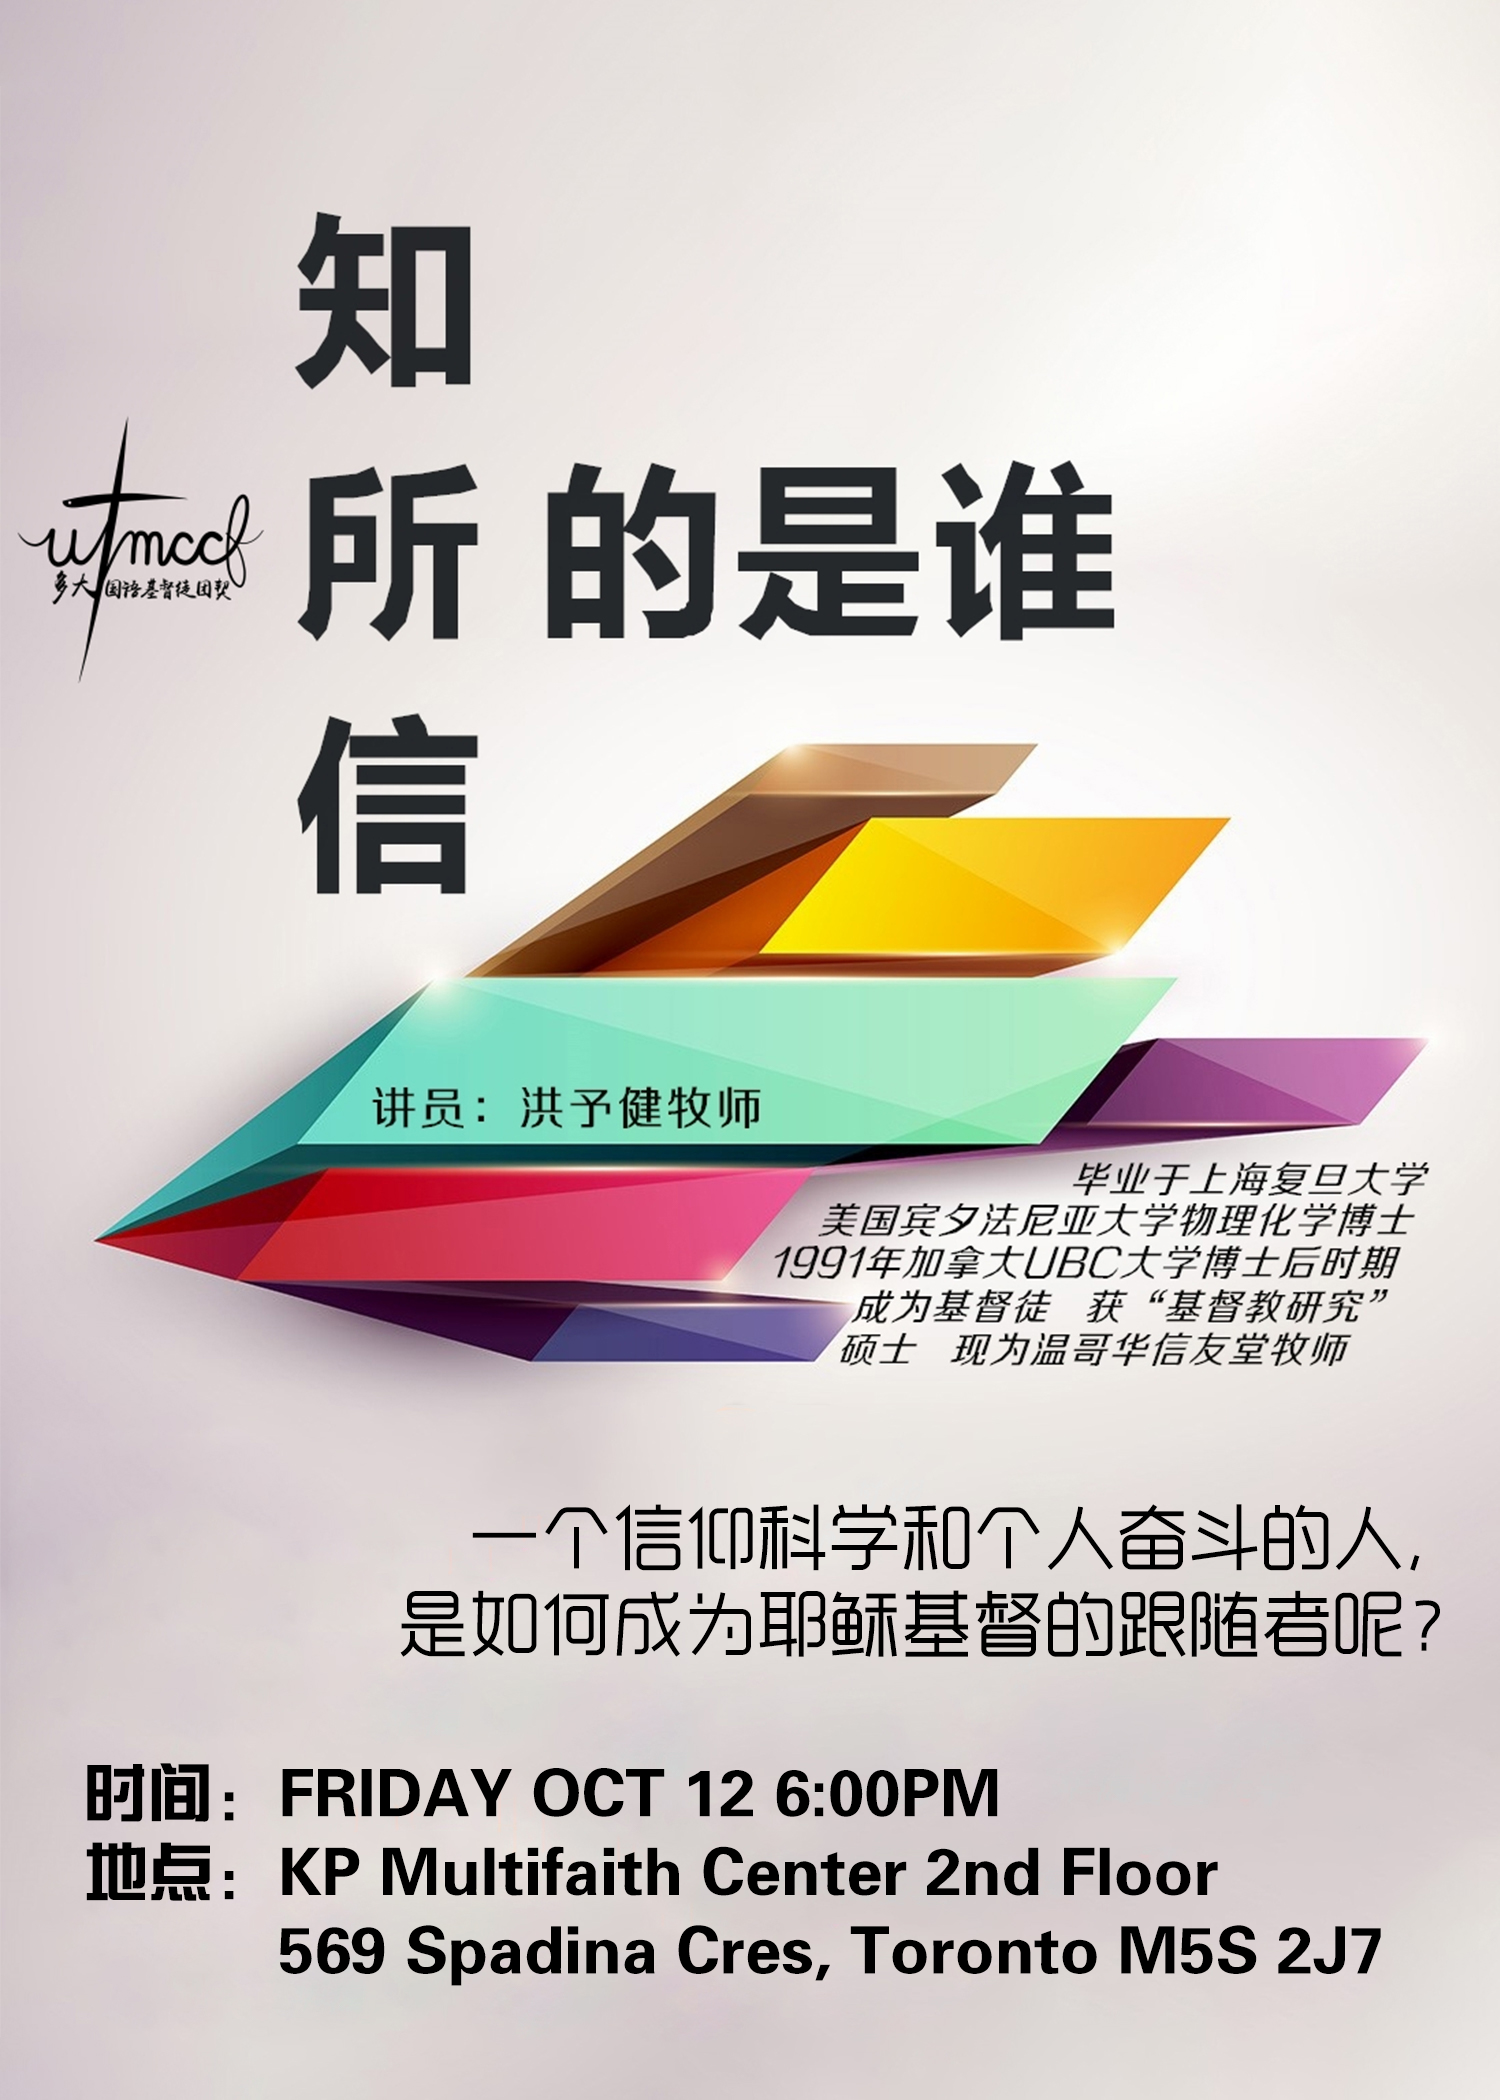 知
所的是谁
信
utmccf
多大国语基督徒团契
讲员：洪予健牧师
毕业于上海复旦大学
美国宾夕法尼亚大学物理化学博士
1991年加拿大UBC大学博士后时期
成为基督徒 获“基督教研究”
硕士 现为温哥华信友堂牧师
一个信仰科学和个人奋斗的人，
是如何成为耶稣基督的跟随者呢？
时间：FRIDAY OCT 12 6:00PM
地点：KP Multifaith Center 2nd Floor
569 Spadina Cres, Toronto M5S 2J7